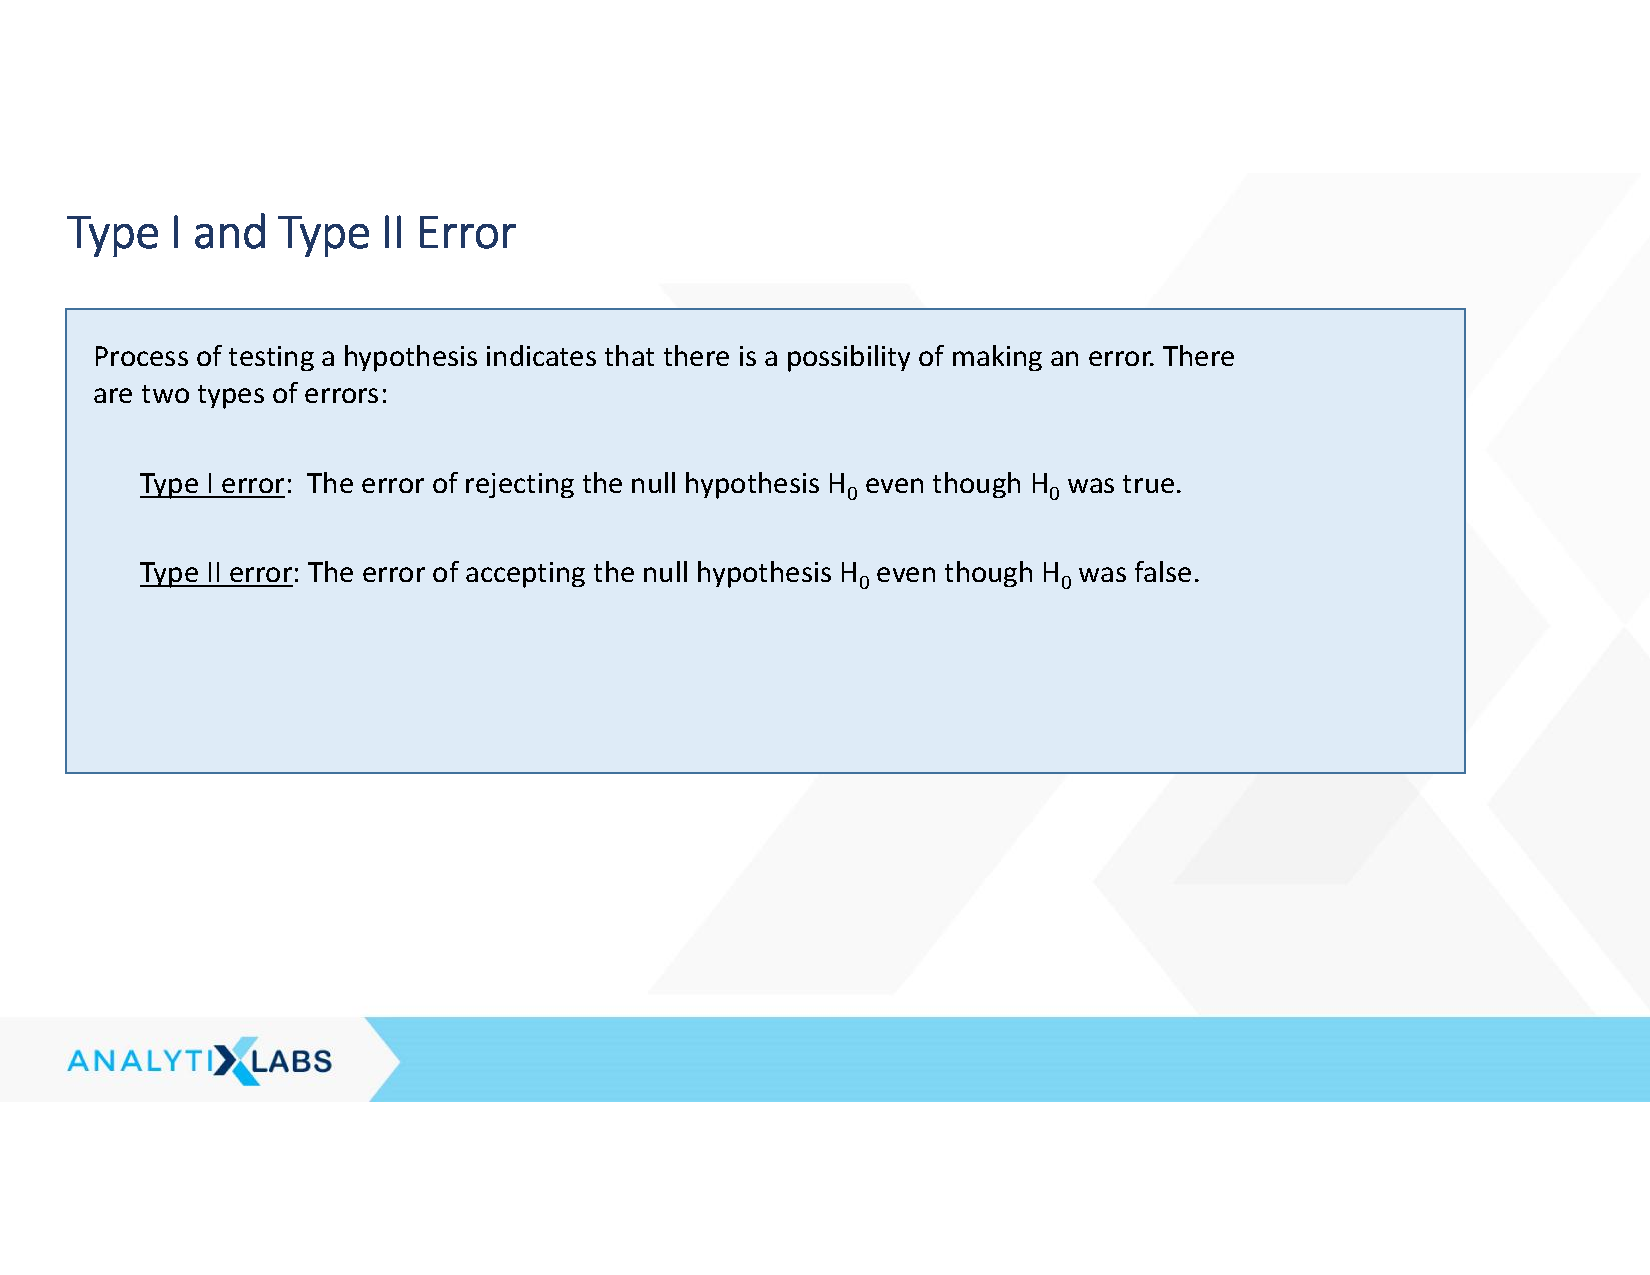 Type I and Type II Error
Process of testing a hypothesis indicates that there is a possibility of making an error. There
are two types of errors:
Type I error:  The error of rejecting the null hypothesis H₀ even though H₀ was true.
Type II error: The error of accepting the null hypothesis H₀ even though H₀ was false.
ANALYTIXLABS